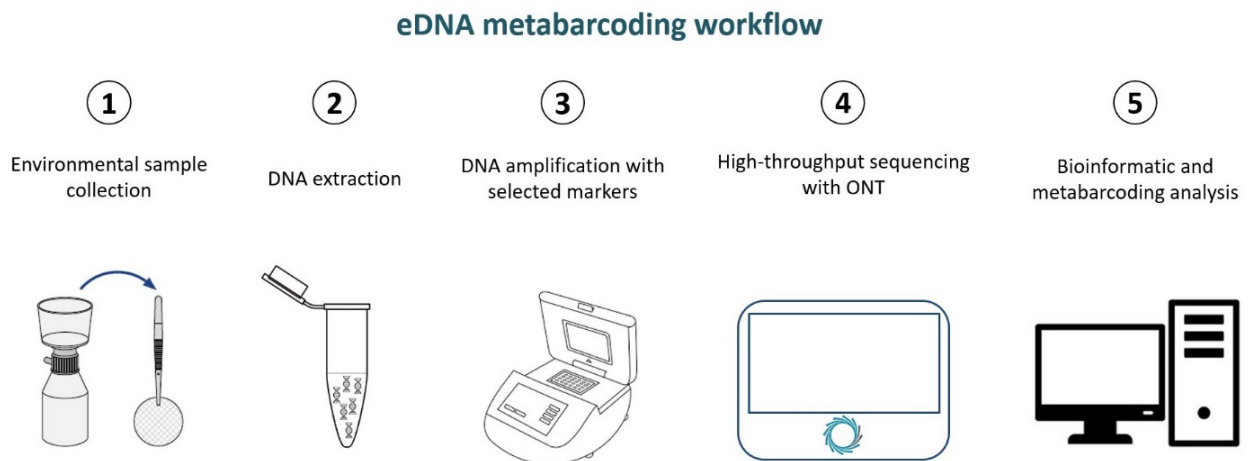 eDNA metabarcoding workflow
1
Environmental sample
collection
2
DNA extraction
3
DNA amplification with
selected markers
4
High-throughput sequencing
with ONT
5
Bioinformatic and
metabarcoding analysis